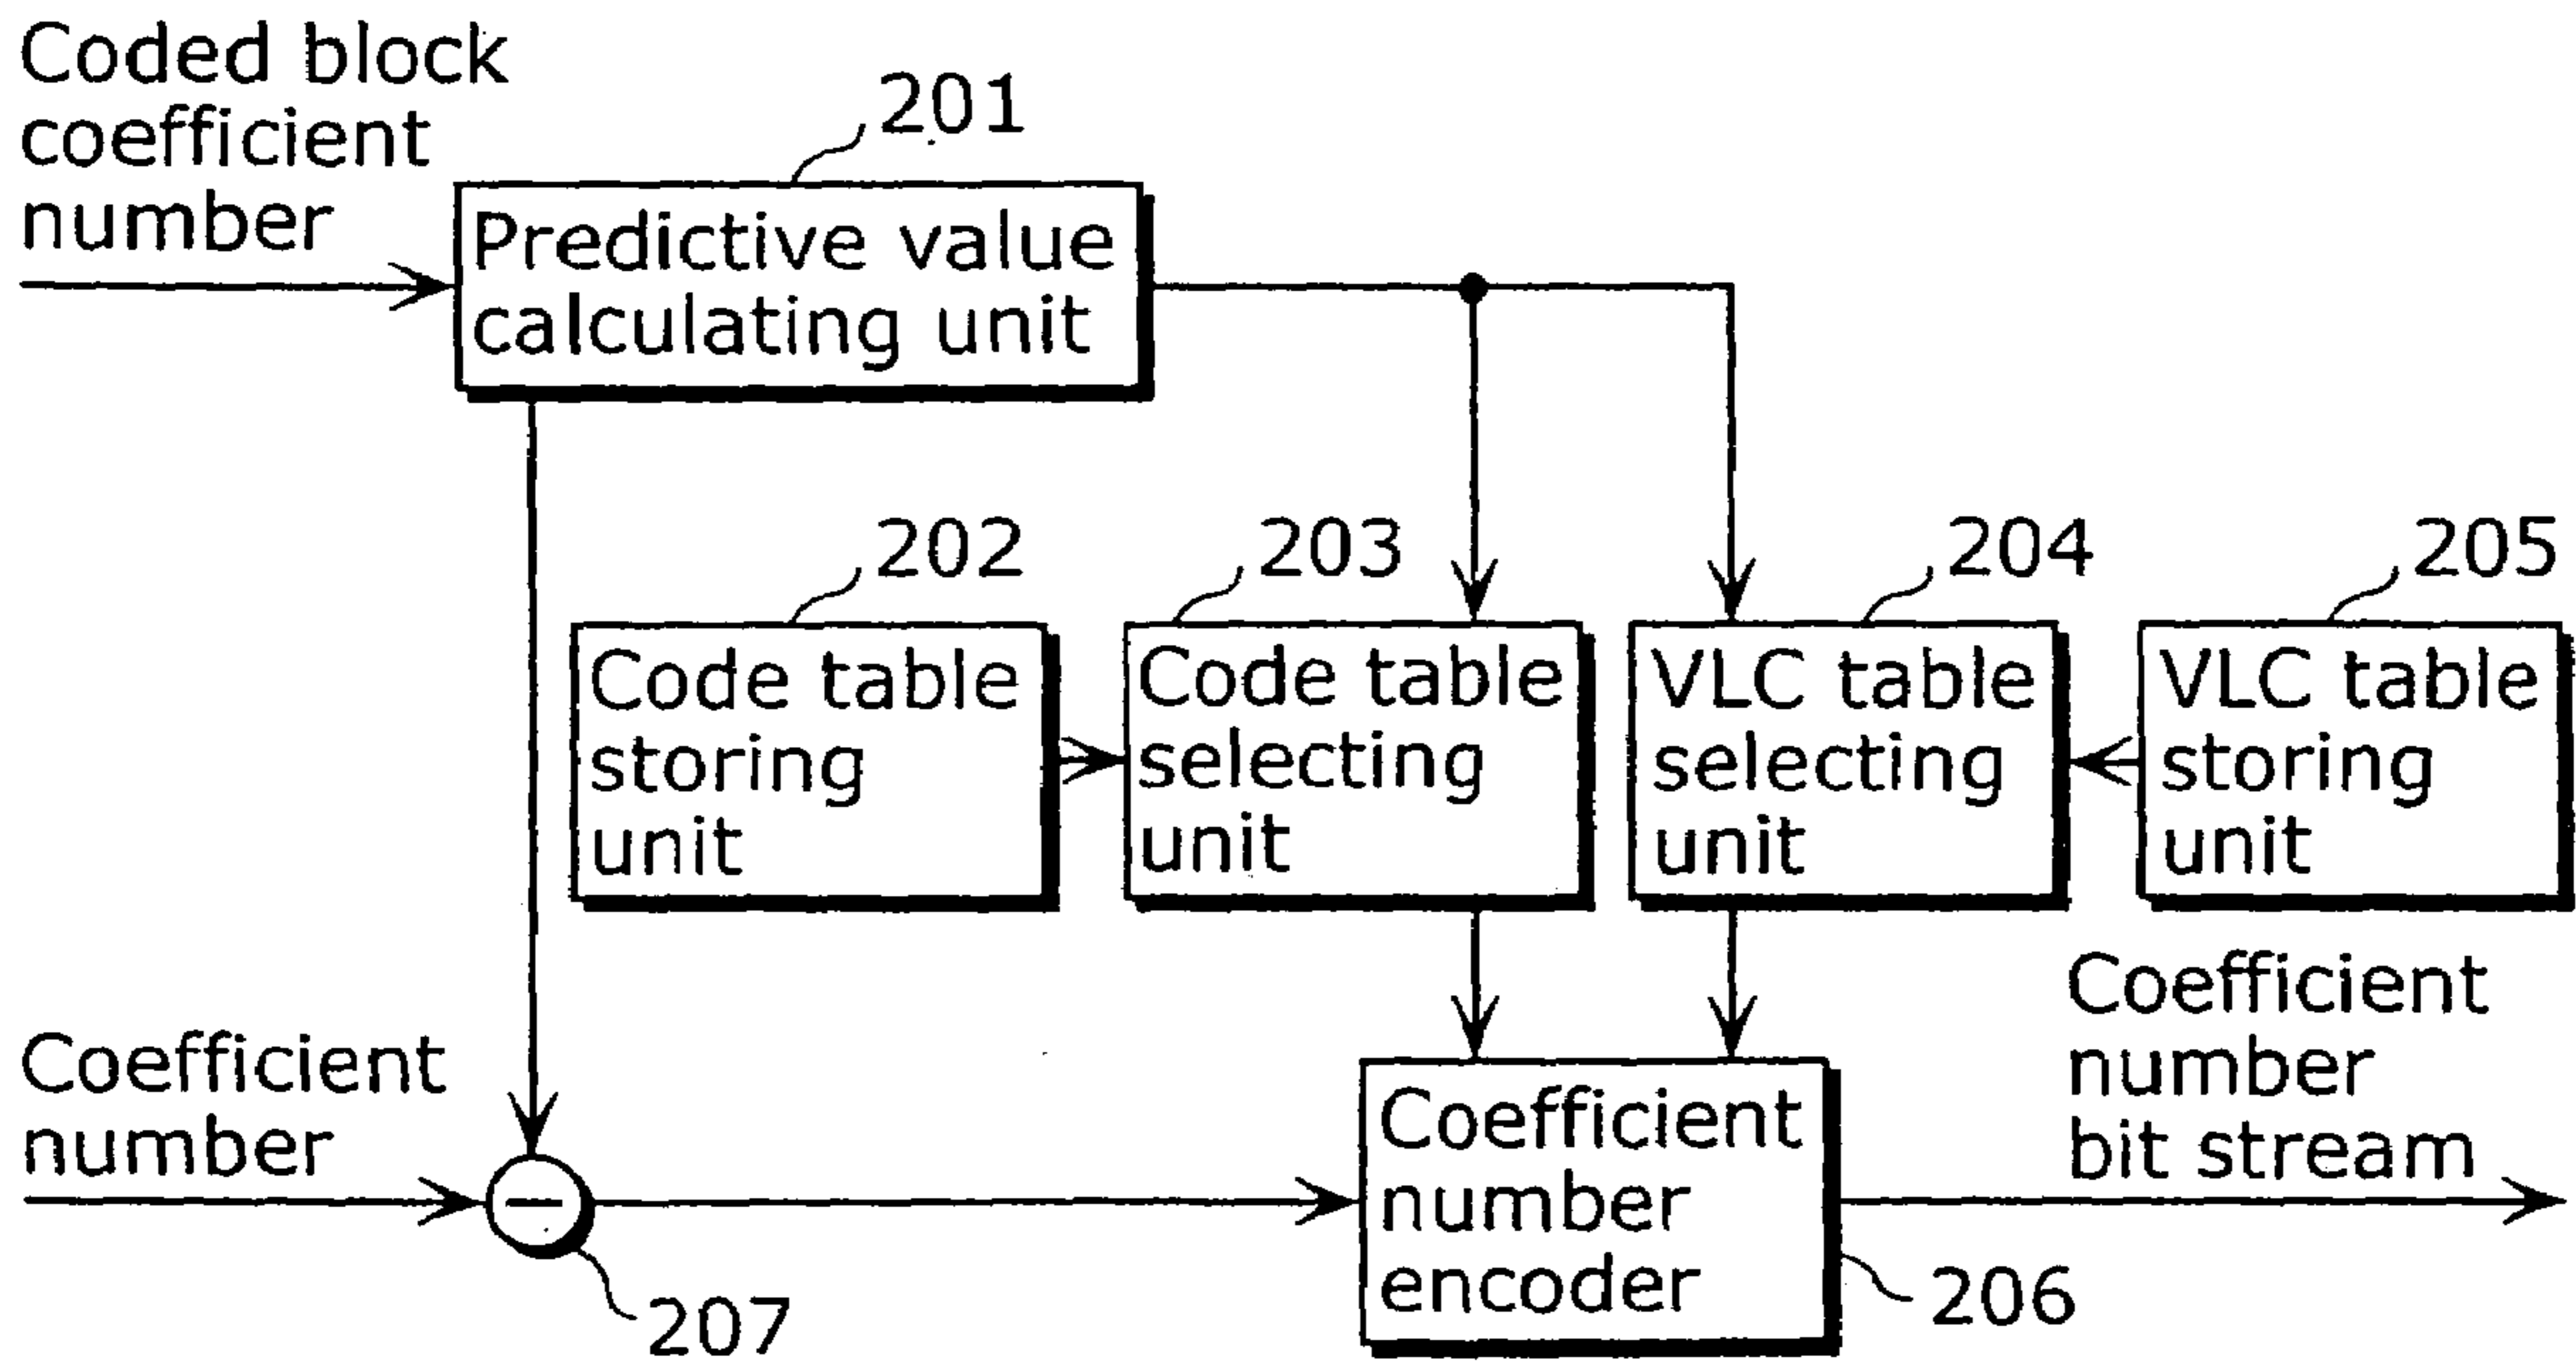 Coded block
coefficient
number
201
Predictive value
calculating unit
202
203
204
205
Code table
storing
unit
Code table
selecting
unit
VLC table
selecting
unit
VLC table
storing
unit
Coefficient
number
207
Coefficient
number
encoder
206
Coefficient
number
bit stream